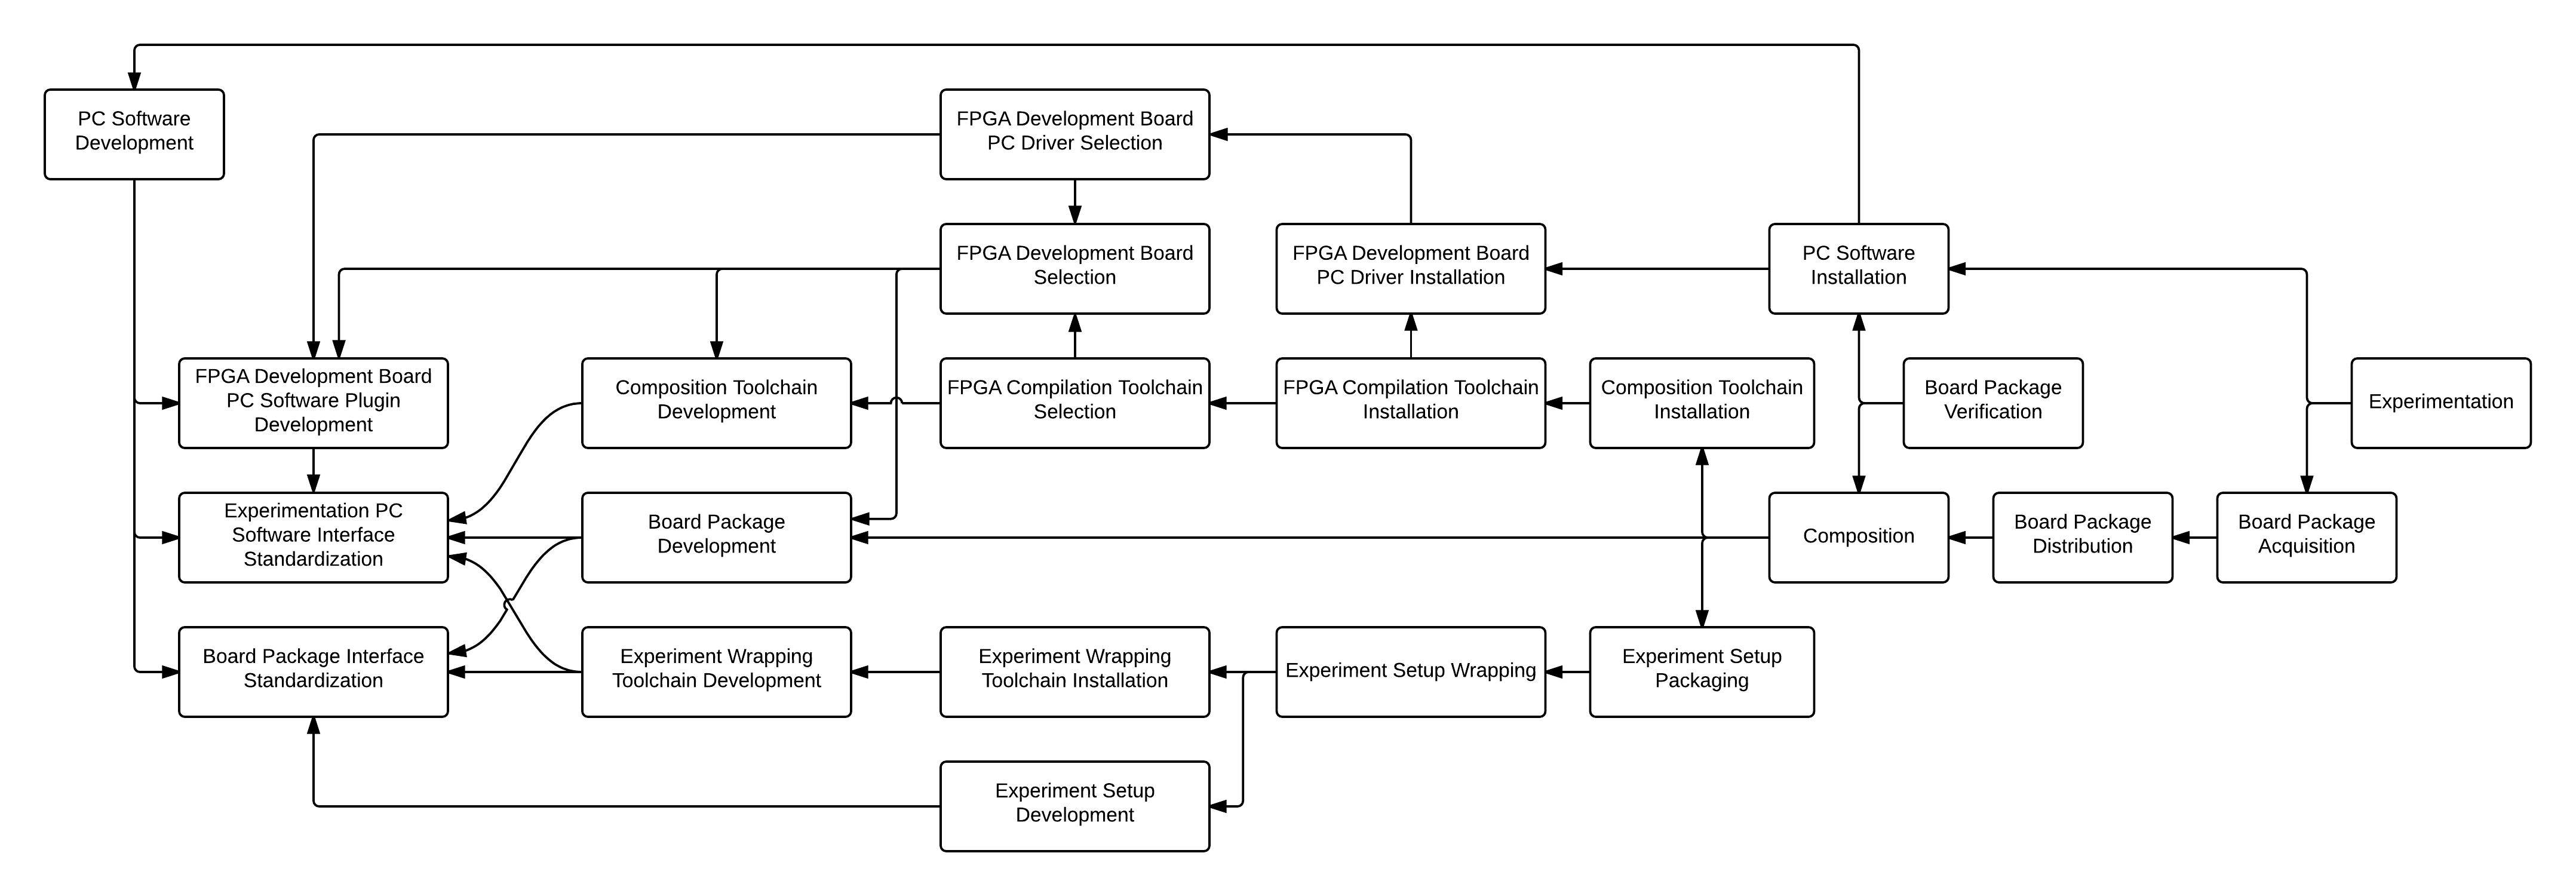 PC Software
Development
FPGA Development Board
PC Driver Selection
FPGA Development Board
Selection
FPGA Development Board
PC Driver Installation
PC Software
Installation
FPGA Development Board
PC Software Plugin
Development
Composition Toolchain
Development
FPGA Compilation Toolchain
Selection
FPGA Compilation Toolchain
Installation
Composition Toolchain
Installation
Board Package
Verification
Experimentation
Experimentation PC
Software Interface
Standardization
Board Package
Development
Composition
Board Package
Distribution
Board Package
Acquisition
Board Package Interface
Standardization
Experiment Wrapping
Toolchain Development
Experiment Wrapping
Toolchain Installation
Experiment Setup Wrapping
Experiment Setup
Packaging
Experiment Setup
Development